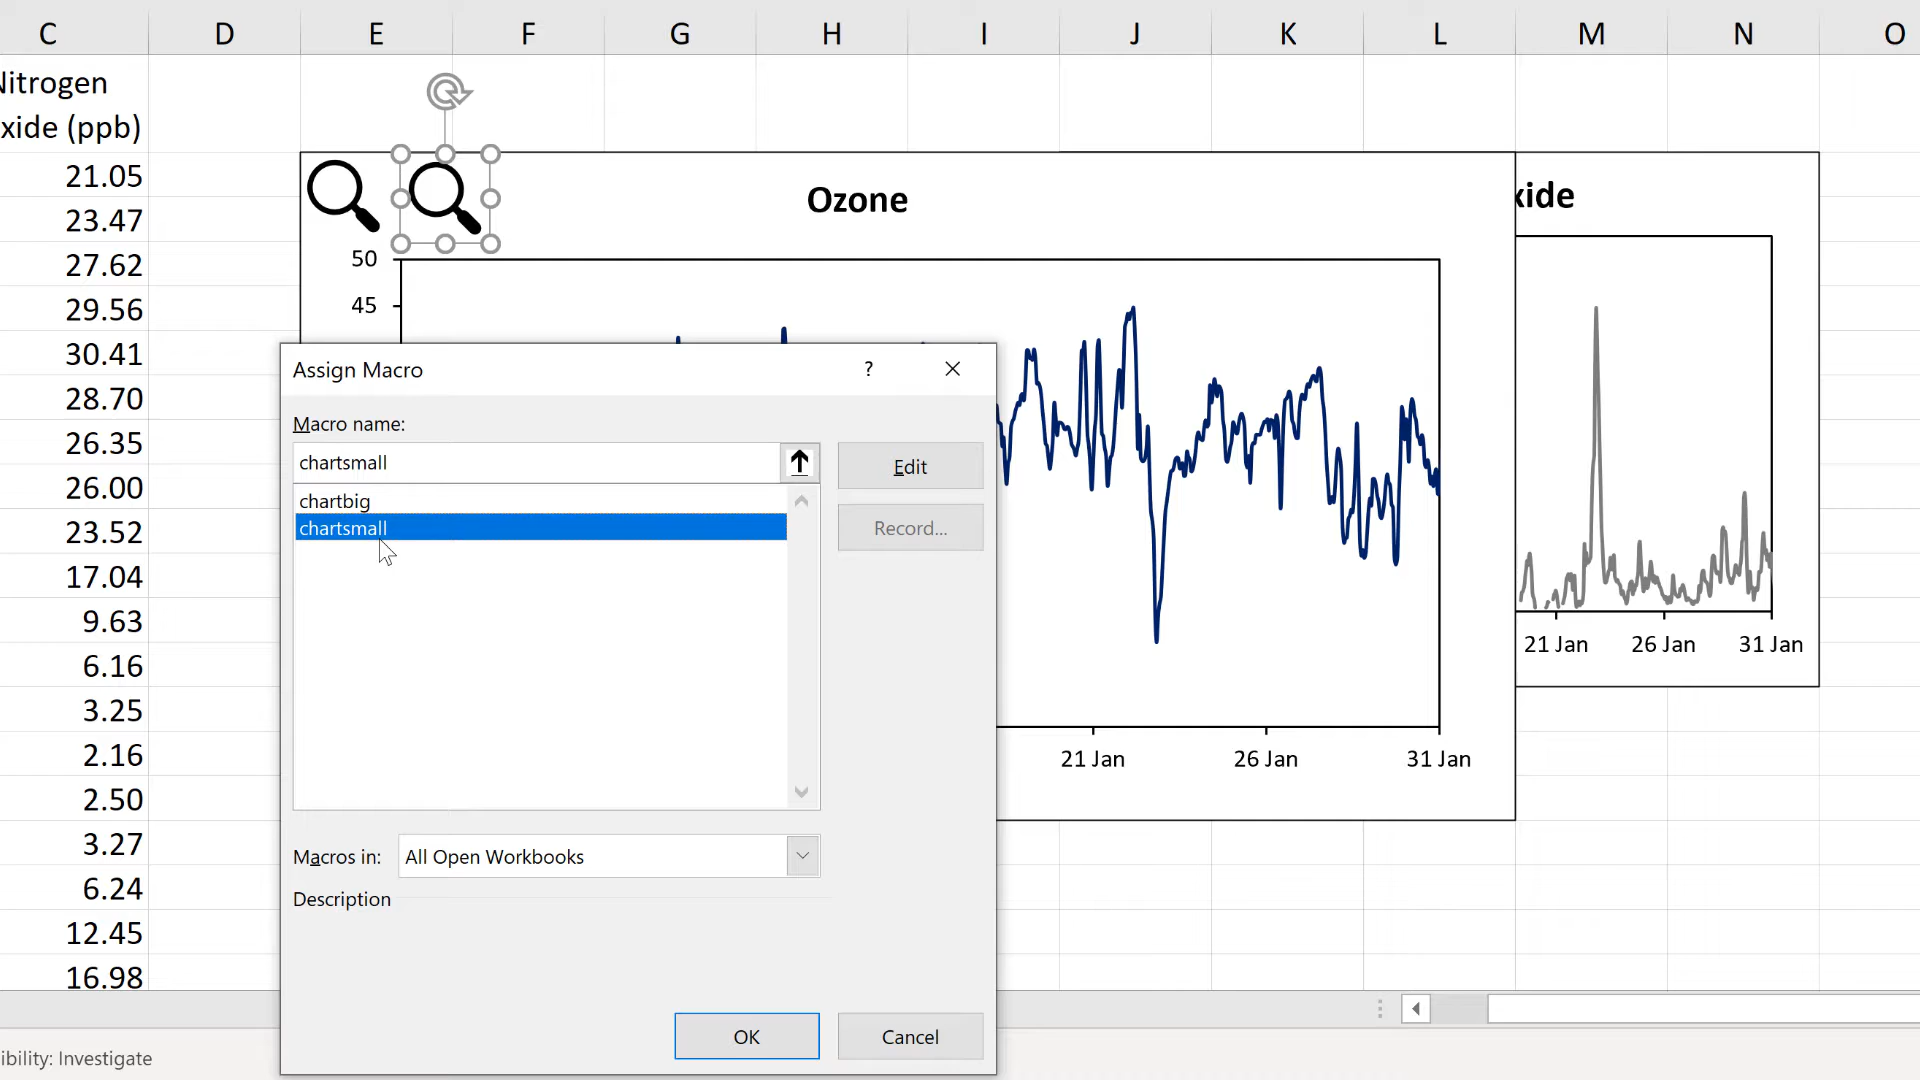 C D E F G H I J K L M N O
Nitrogen
xide (ppb)
21.05
23.47
27.62
29.56
30.41
28.70
26.35
26.00
23.52
17.04
9.63
6.16
3.25
2.16
2.50
3.27
6.24
12.45
16.98
Ozone
50
45
21 Jan 26 Jan 31 Jan
xide
21 Jan 26 Jan 31 Jan
Assign Macro
?
Macro name:
chartsmall
Edit
chartbig
chartsmall
Record...
Macros in: All Open Workbooks
Description
OK Cancel
ibility: Investigate